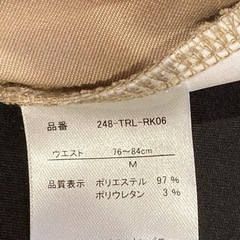 品番 248-TRL-RK06
ウエスト 76~84cm
M
品質表示 ポリエステル 97 %
ポリウレタン 3 %